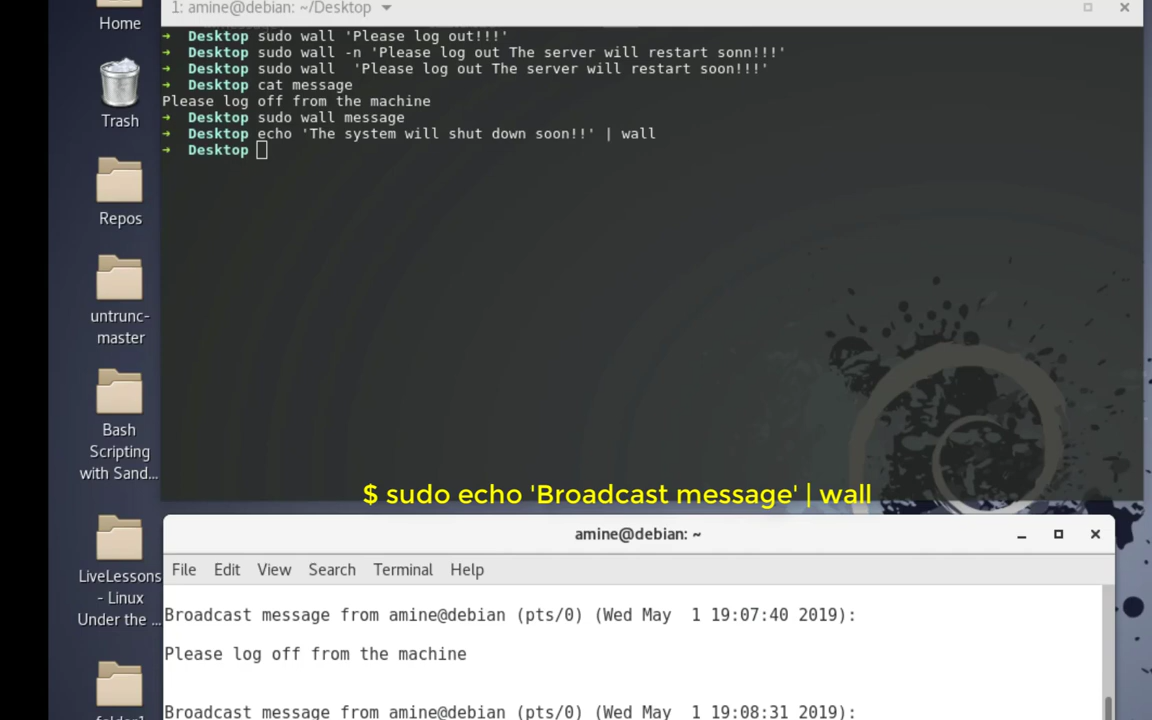 1: amine@debian: ~/Desktop
Home
→ Desktop sudo wall 'Please log out!!!'
→ Desktop sudo wall -n 'Please log out The server will restart sonn!!!'
→ Desktop sudo wall  'Please log out The server will restart soon!!!'
→ Desktop cat message
Please log off from the machine
→ Desktop sudo wall message
→ Desktop echo 'The system will shut down soon!!' | wall
→ Desktop
Trash
Repos
untrunc-
master
Bash
Scripting
with Sand...
$ sudo echo 'Broadcast message' | wall
amine@debian: ~
File Edit View Search Terminal Help
LiveLessons
- Linux
Under the ...
Broadcast message from amine@debian (pts/0) (Wed May  1 19:07:40 2019):
Please log off from the machine
Broadcast message from amine@debian (pts/0) (Wed May  1 19:08:31 2019):